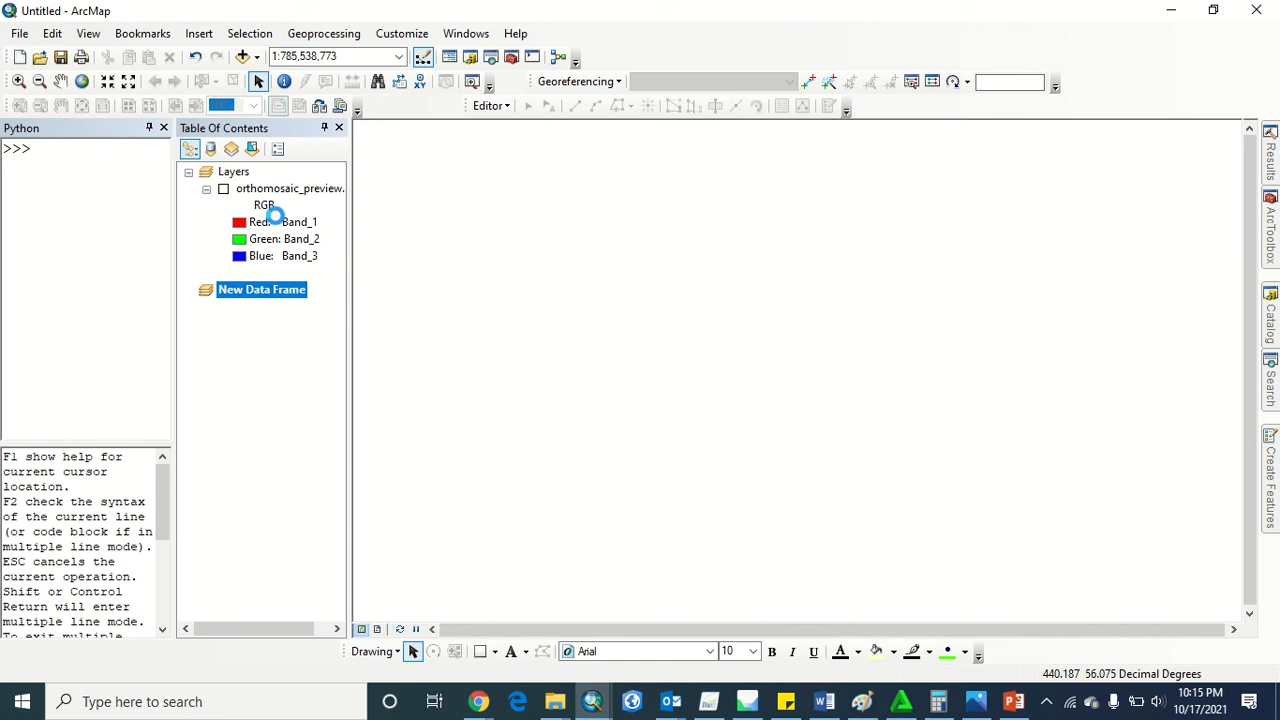 Untitled - ArcMap
File Edit View Bookmarks Insert Selection Geoprocessing Customize Windows Help
1:785,538,773
Georeferencing
Editor
Python
Table Of Contents
>>>
Layers
orthomosaic_preview.
RGB
Red: Band_1
Green: Band_2
Blue: Band_3
New Data Frame
F1 show help for
current cursor
location.
F2 check the syntax
of the current line
(or code block if in
multiple line mode).
ESC cancels the
current operation.
Shift or Control
Return will enter
multiple line mode.
To exit multiple
Results
ArcToolbox
Catalog
Search
Create Features
Drawing
Arial
10
B I U A
440.187 56.075 Decimal Degrees
Type here to search
10:15 PM
10/17/2021